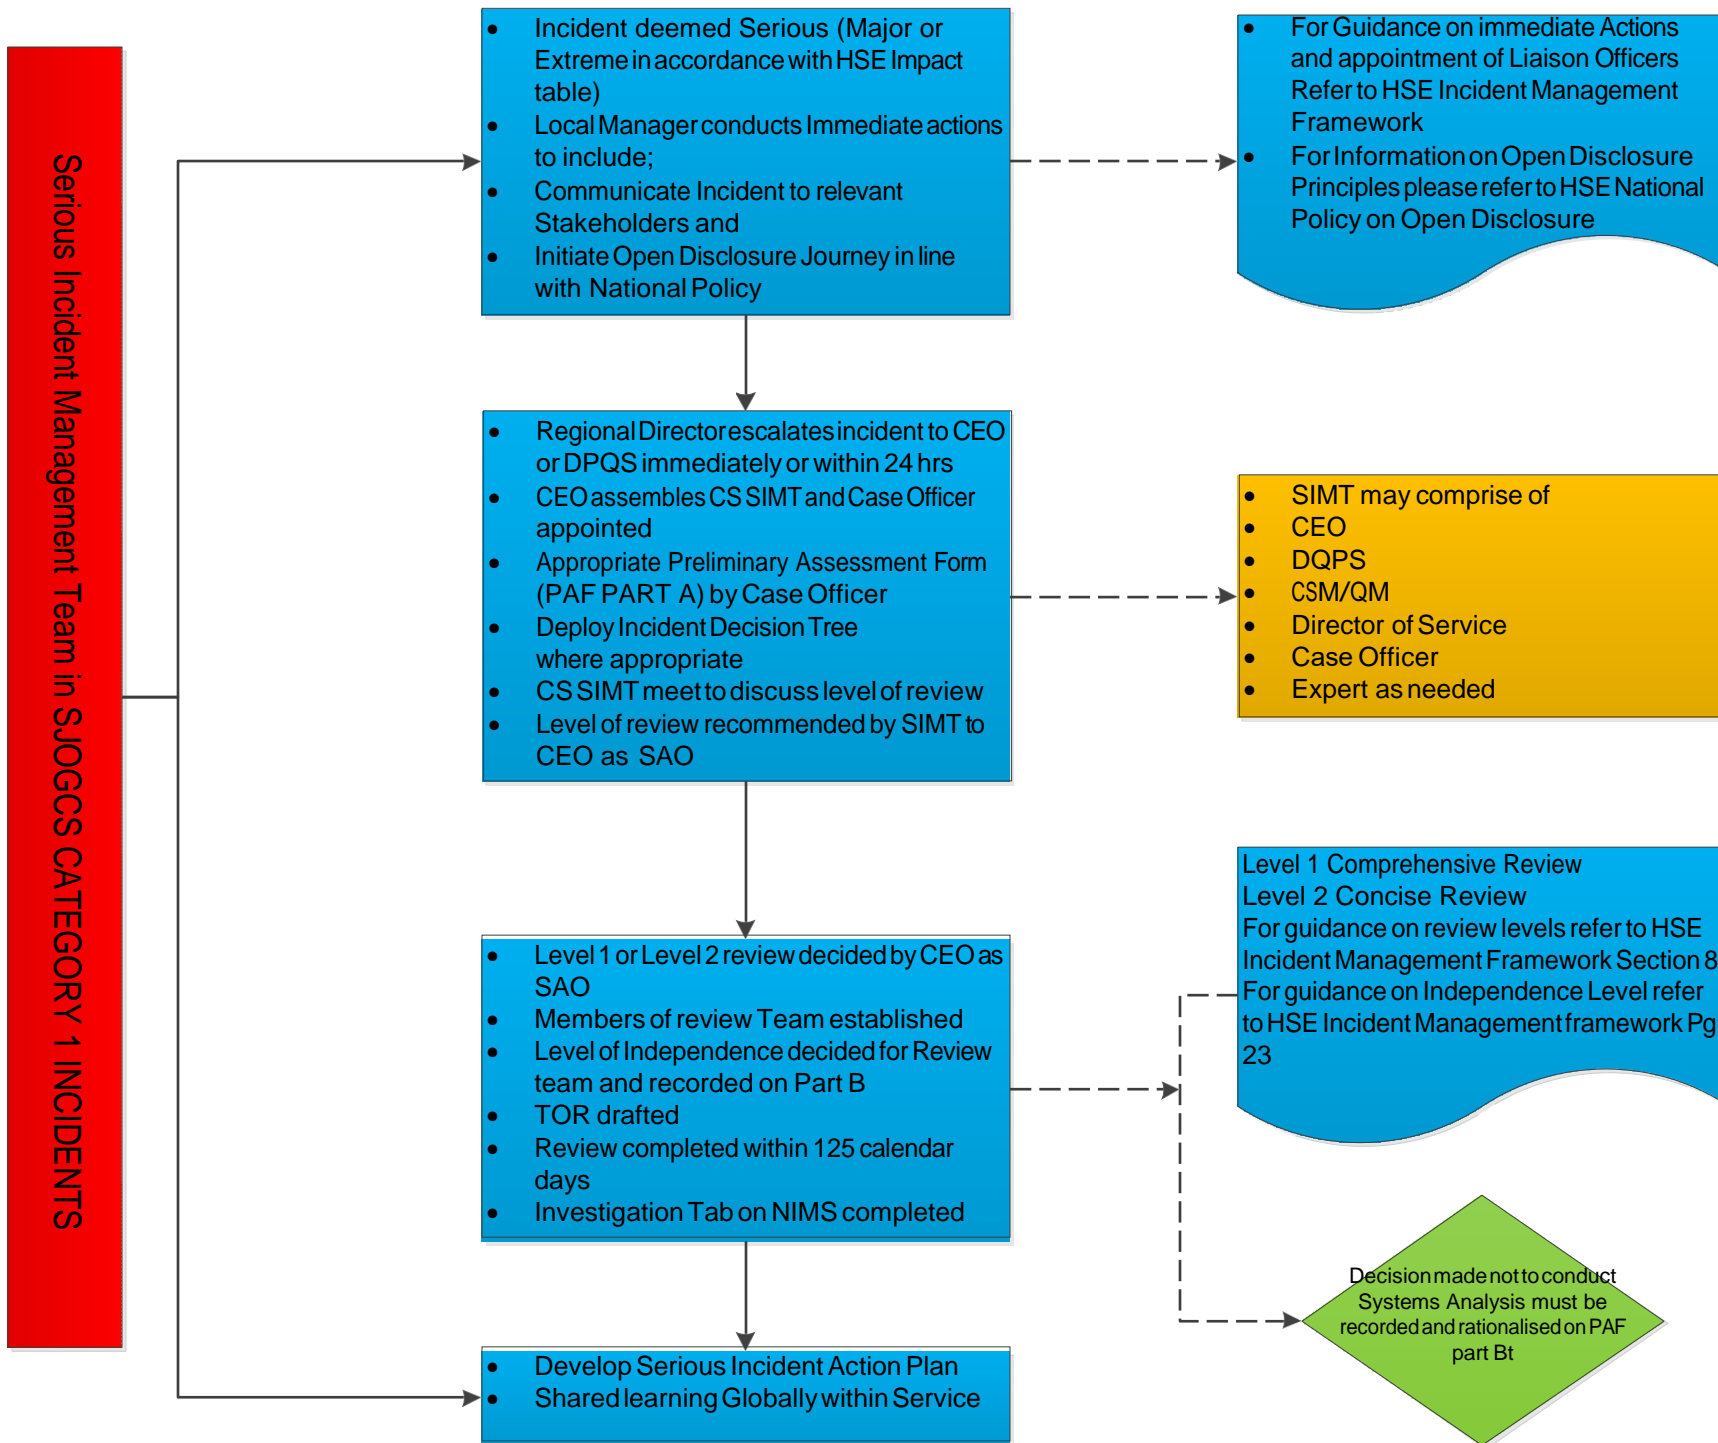 Serious Incident Management Team in SJOGCS CATEGORY 1 INCIDENTS
• Incident deemed Serious (Major or
Extreme in accordance with HSE Impact
table)
• Local Manager conducts Immediate actions
to include;
• Communicate Incident to relevant
Stakeholders and
• Initiate Open Disclosure Journey in line
with National Policy
• For Guidance on immediate Actions
and appointment of Liaison Officers
Refer to HSE Incident Management
Framework
• For Information on Open Disclosure
Principles please refer to HSE National
Policy on Open Disclosure
• Regional Director escalates incident to CEO
or DPQS immediately or within 24 hrs
• CEO assembles CS SIMT and Case Officer
appointed
• Appropriate Preliminary Assessment Form
(PAF PART A) by Case Officer
• Deploy Incident Decision Tree
where appropriate
• CS SIMT meet to discuss level of review
• Level of review recommended by SIMT to
CEO as SAO
• SIMT may comprise of
• CEO
• DQPS
• CSM/QM
• Director of Service
• Case Officer
• Expert as needed
• Level 1 or Level 2 review decided by CEO as
SAO
• Members of review Team established
• Level of Independence decided for Review
team and recorded on Part B
• TOR drafted
• Review completed within 125 calendar
days
• Investigation Tab on NIMS completed
Level 1 Comprehensive Review
Level 2 Concise Review
For guidance on review levels refer to HSE
Incident Management Framework Section 8
For guidance on Independence Level refer
to HSE Incident Management framework Pg
23
Decision made not to conduct
Systems Analysis must be
recorded and rationalised on PAF
part Bt
• Develop Serious Incident Action Plan
• Shared learning Globally within Service